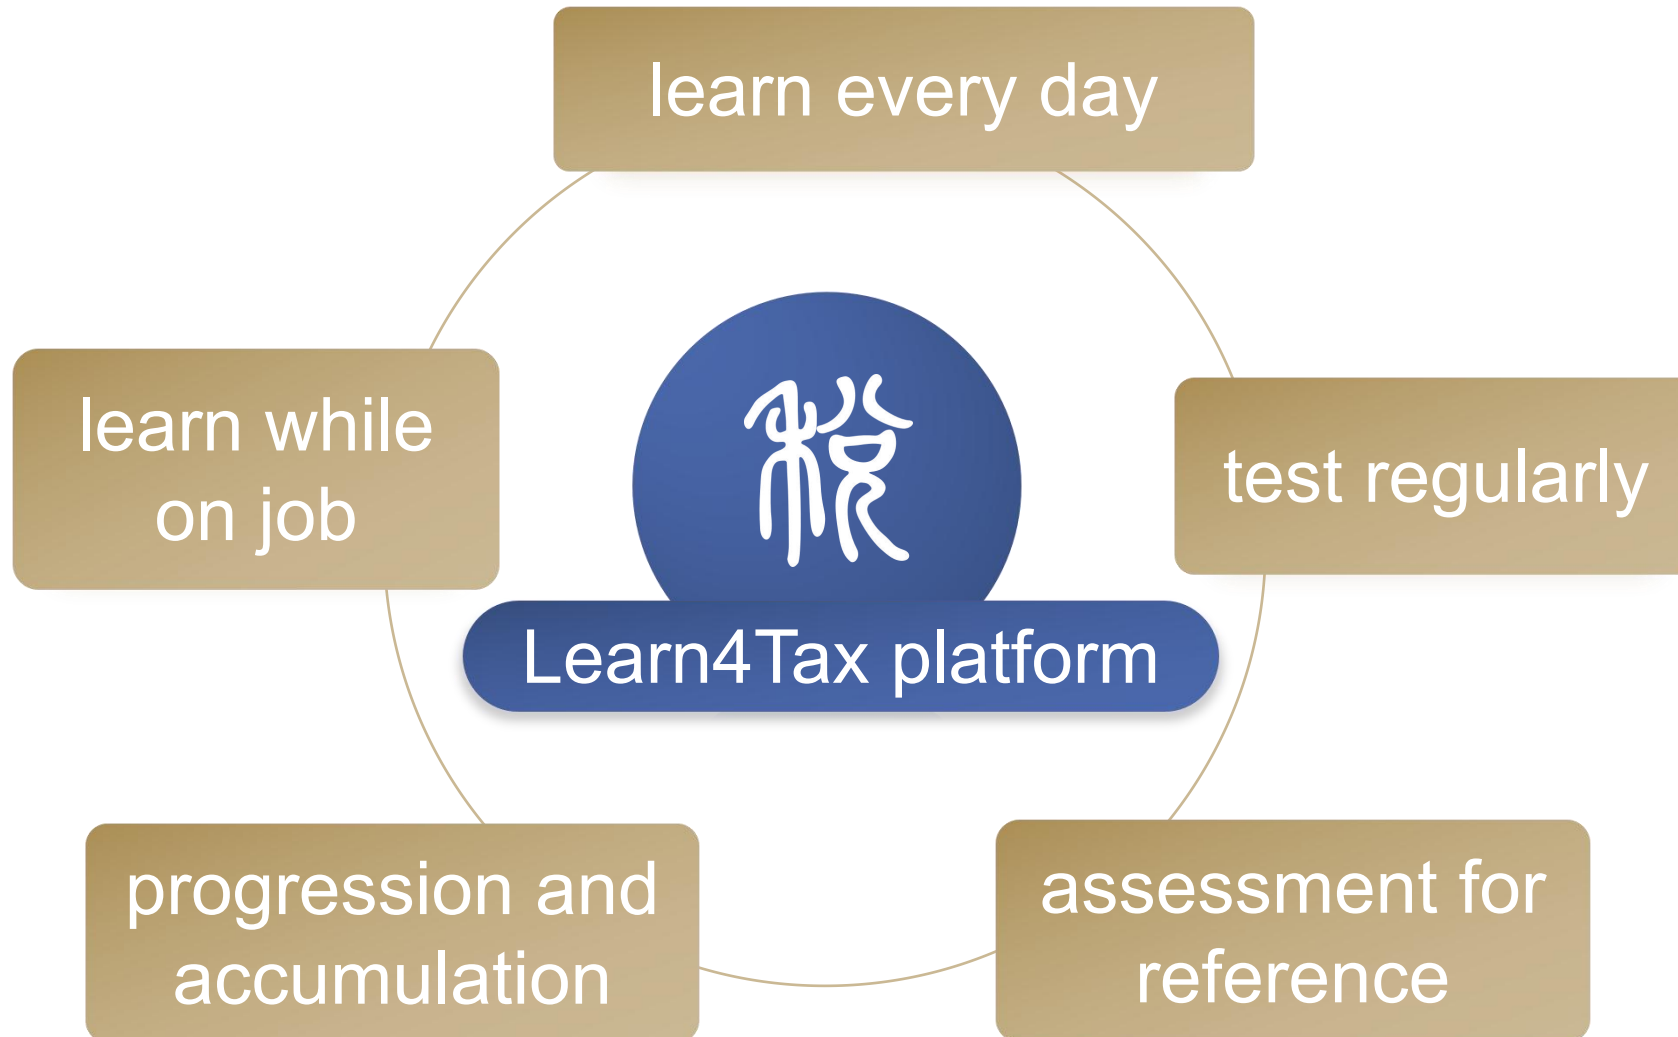 learn every day
learn while
on job
税
test regularly
Learn4Tax platform
progression and
accumulation
assessment for
reference